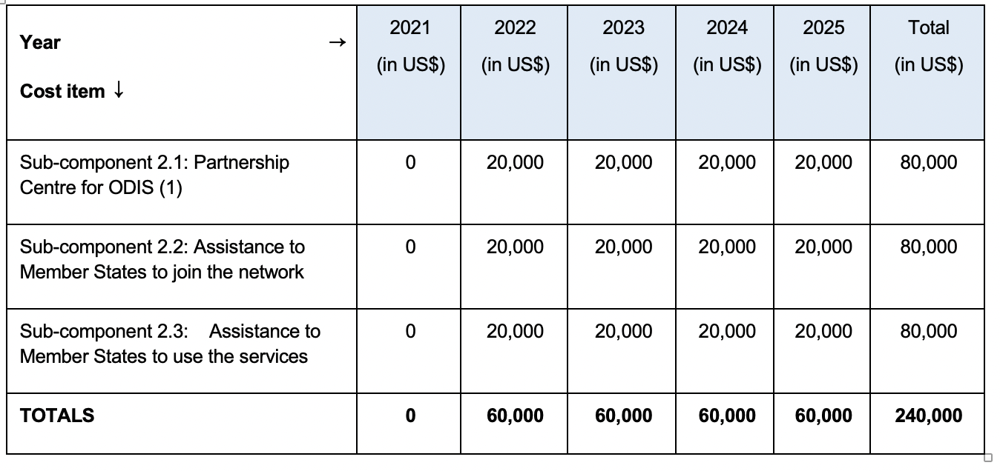 Year →
Cost item ↓
2021 2022 2023 2024 2025 Total
(in US$) (in US$) (in US$) (in US$) (in US$) (in US$)
Sub-component 2.1: Partnership 0 20,000 20,000 20,000 20,000 80,000
Centre for ODIS (1)
Sub-component 2.2: Assistance to 0 20,000 20,000 20,000 20,000 80,000
Member States to join the network
Sub-component 2.3: Assistance to 0 20,000 20,000 20,000 20,000 80,000
Member States to use the services
TOTALS 0 60,000 60,000 60,000 60,000 240,000